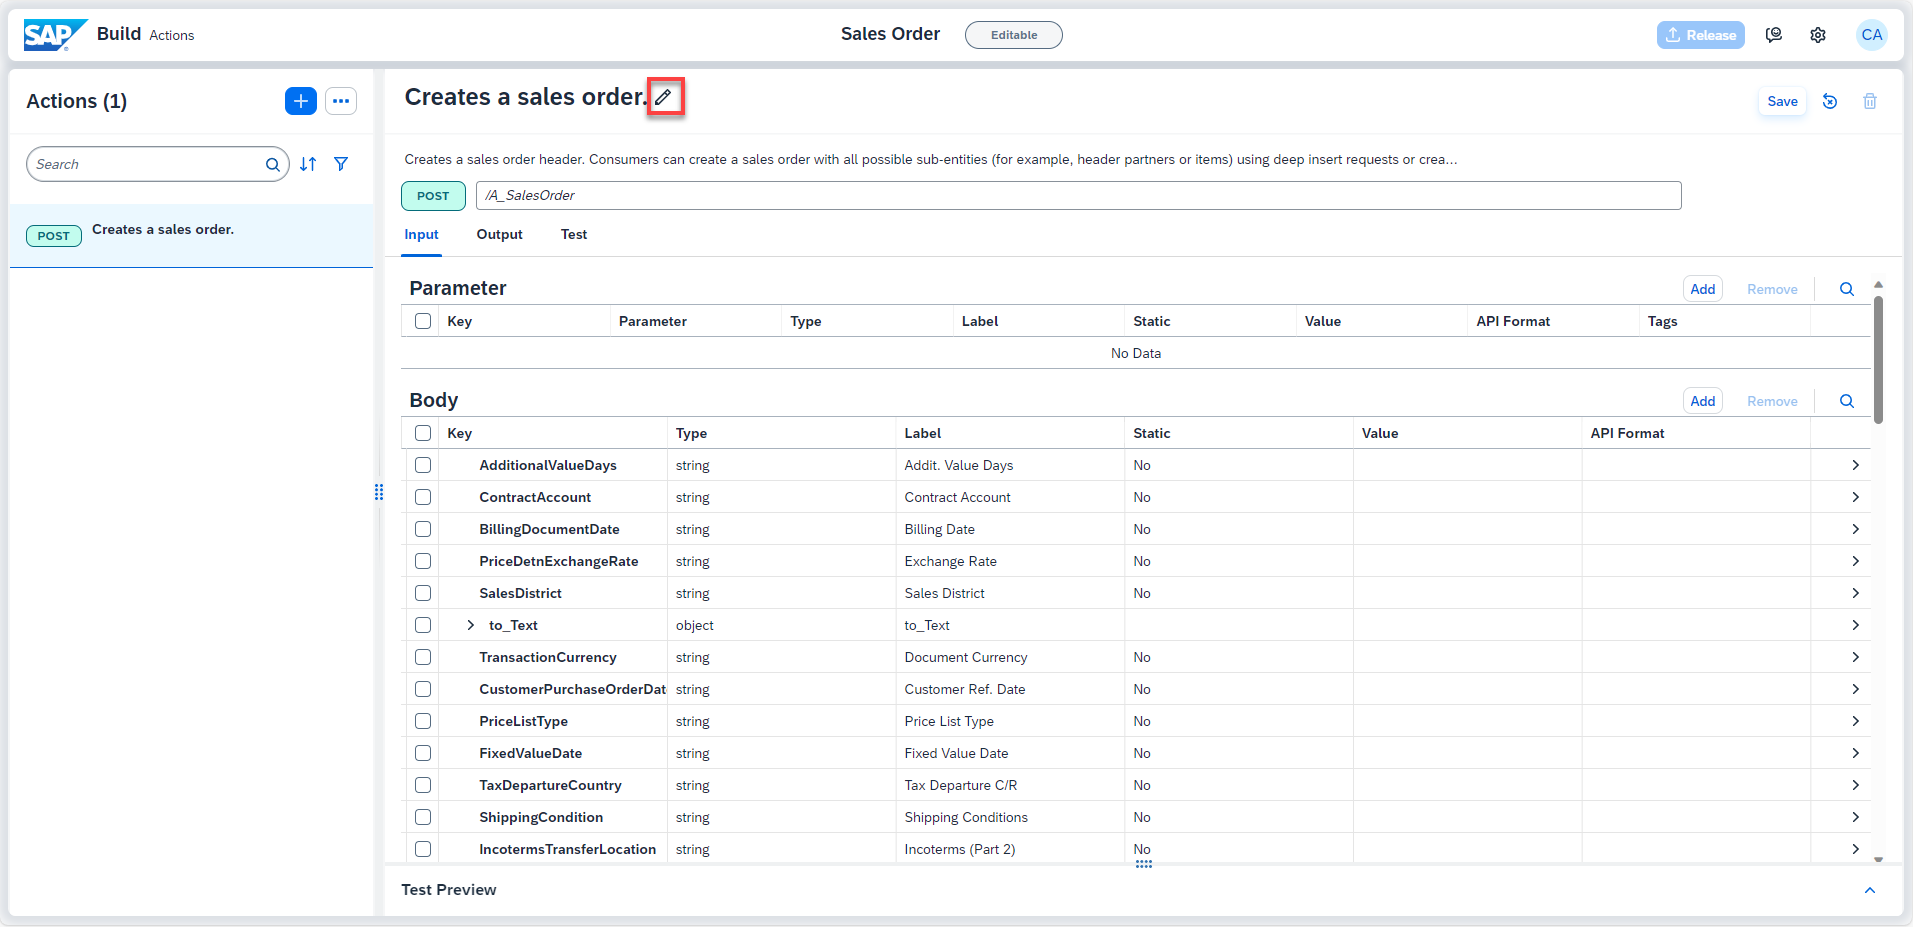 SAP Build Actions
Sales Order
Editable
Release
CA
Actions (1)
Search
POST Creates a sales order.
Creates a sales order.
Save
Creates a sales order header. Consumers can create a sales order with all possible sub-entities (for example, header partners or items) using deep insert requests or crea...
POST /A_SalesOrder
Input Output Test
Parameter
Add Remove
Key Parameter Type Label Static Value API Format Tags
No Data
Body
Add Remove
Key Type Label Static Value API Format
AdditionalValueDays string Addit. Value Days No
ContractAccount string Contract Account No
BillingDocumentDate string Billing Date No
PriceDetnExchangeRate string Exchange Rate No
SalesDistrict string Sales District No
to_Text object to_Text
TransactionCurrency string Document Currency No
CustomerPurchaseOrderDat string Customer Ref. Date No
PriceListType string Price List Type No
FixedValueDate string Fixed Value Date No
TaxDepartureCountry string Tax Departure C/R No
ShippingCondition string Shipping Conditions No
IncotermsTransferLocation string Incoterms (Part 2) No
Test Preview